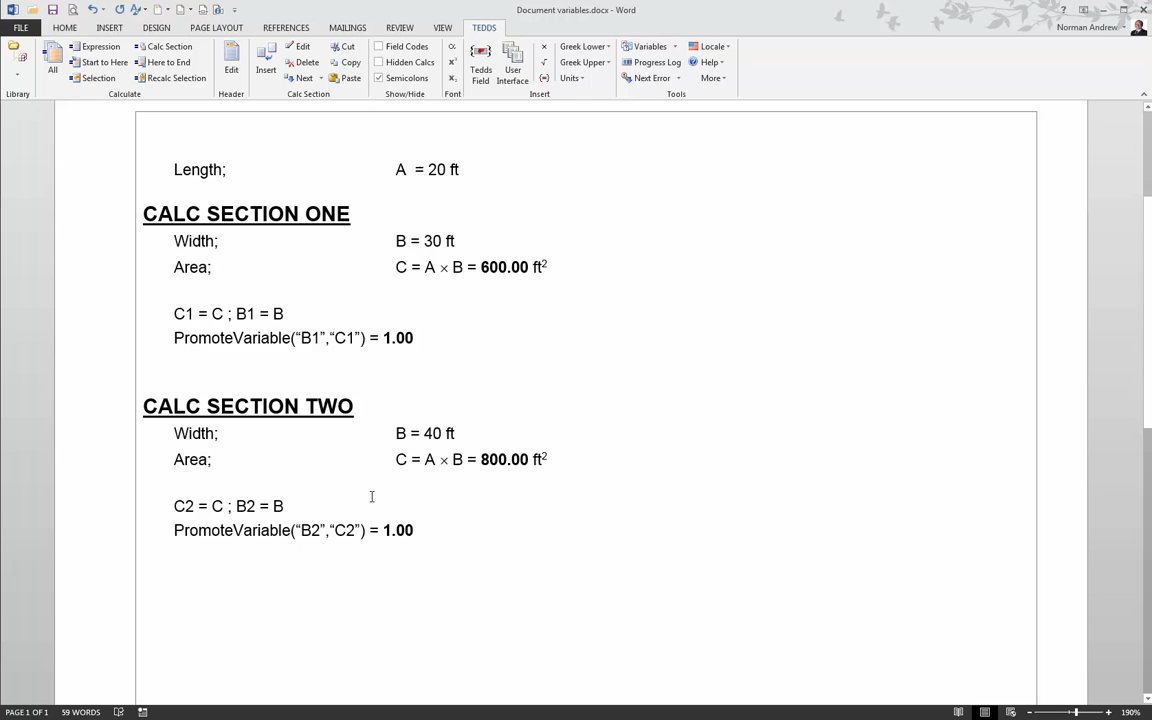 Document variables.docx - Word
FILE HOME INSERT DESIGN PAGE LAYOUT REFERENCES MAILINGS REVIEW VIEW TEDDS Norman Andrew
Expression Calc Section Edit Cut Field Codes Greek Lower Variables Locale
All Start to Here Here to End Edit Insert Delete Copy Hidden Calcs Tedds Field User Interface Greek Upper Progress Log Help
Selection Recalc Selection Next Paste Semicolons Units Next Error More
Library Calculate Header Calc Section Show/Hide Font Insert Tools
Length; A = 20 ft
CALC SECTION ONE
Width; B = 30 ft
Area; C = A × B = 600.00 ft²
C1 = C ; B1 = B
PromoteVariable(“B1”,“C1”) = 1.00
CALC SECTION TWO
Width; B = 40 ft
Area; C = A × B = 800.00 ft²
C2 = C ; B2 = B
PromoteVariable(“B2”,“C2”) = 1.00
PAGE 1 OF 1 59 WORDS 190%